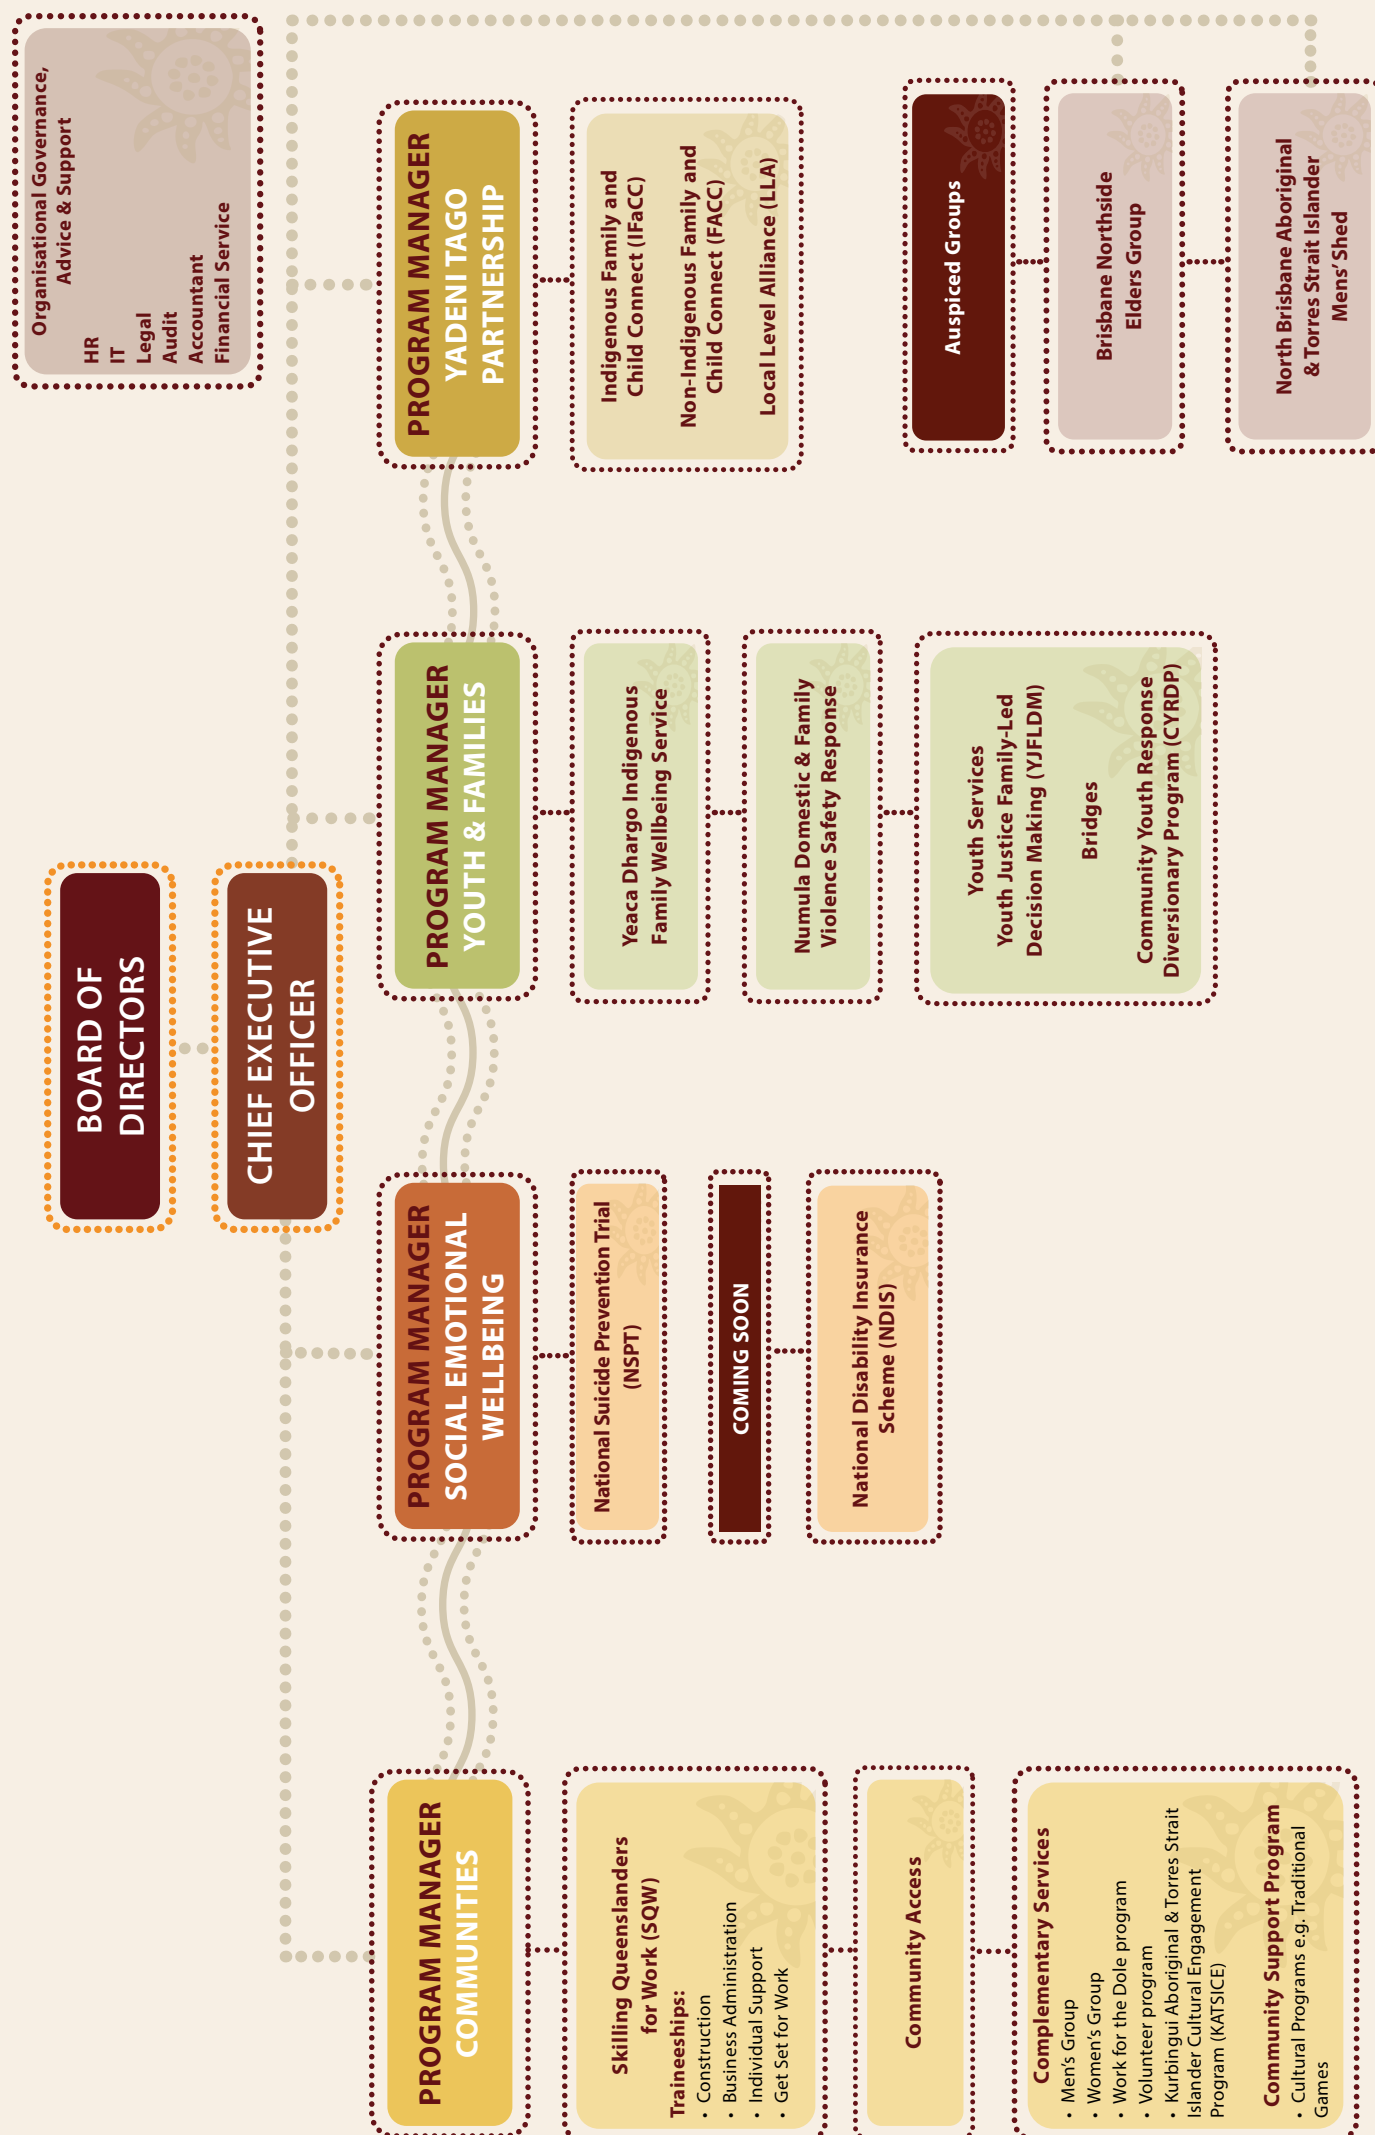 BOARD OF
DIRECTORS
CHIEF EXECUTIVE
OFFICER
Organisational Governance,
Advice & Support
HR
IT
Legal
Audit
Accountant
Financial Service
PROGRAM MANAGER
COMMUNITIES
Skilling Queenslanders
for Work (SQW)
Traineeships:
• Construction
• Business Administration
• Individual Support
• Get Set for Work
Community Access
Complementary Services
• Men's Group
• Women's Group
• Work for the Dole program
• Volunteer program
• Kurbingui Aboriginal & Torres Strait
Islander Cultural Engagement
Program (KATSICE)
Community Support Program
• Cultural Programs e.g. Traditional
Games
PROGRAM MANAGER
SOCIAL EMOTIONAL
WELLBEING
National Suicide Prevention Trial
(NSPT)
COMING SOON
National Disability Insurance
Scheme (NDIS)
PROGRAM MANAGER
YOUTH & FAMILIES
Yeaca Dhargo Indigenous
Family Wellbeing Service
Numula Domestic & Family
Violence Safety Response
Youth Services
Youth Justice Family-Led
Decision Making (YJFLDM)
Bridges
Community Youth Response
Diversionary Program (CYRDP)
PROGRAM MANAGER
YADENI TAGO
PARTNERSHIP
Indigenous Family and
Child Connect (IFaCC)
Non-Indigenous Family and
Child Connect (FACC)
Local Level Alliance (LLA)
Auspiced Groups
Brisbane Northside
Elders Group
North Brisbane Aboriginal
& Torres Strait Islander
Mens' Shed